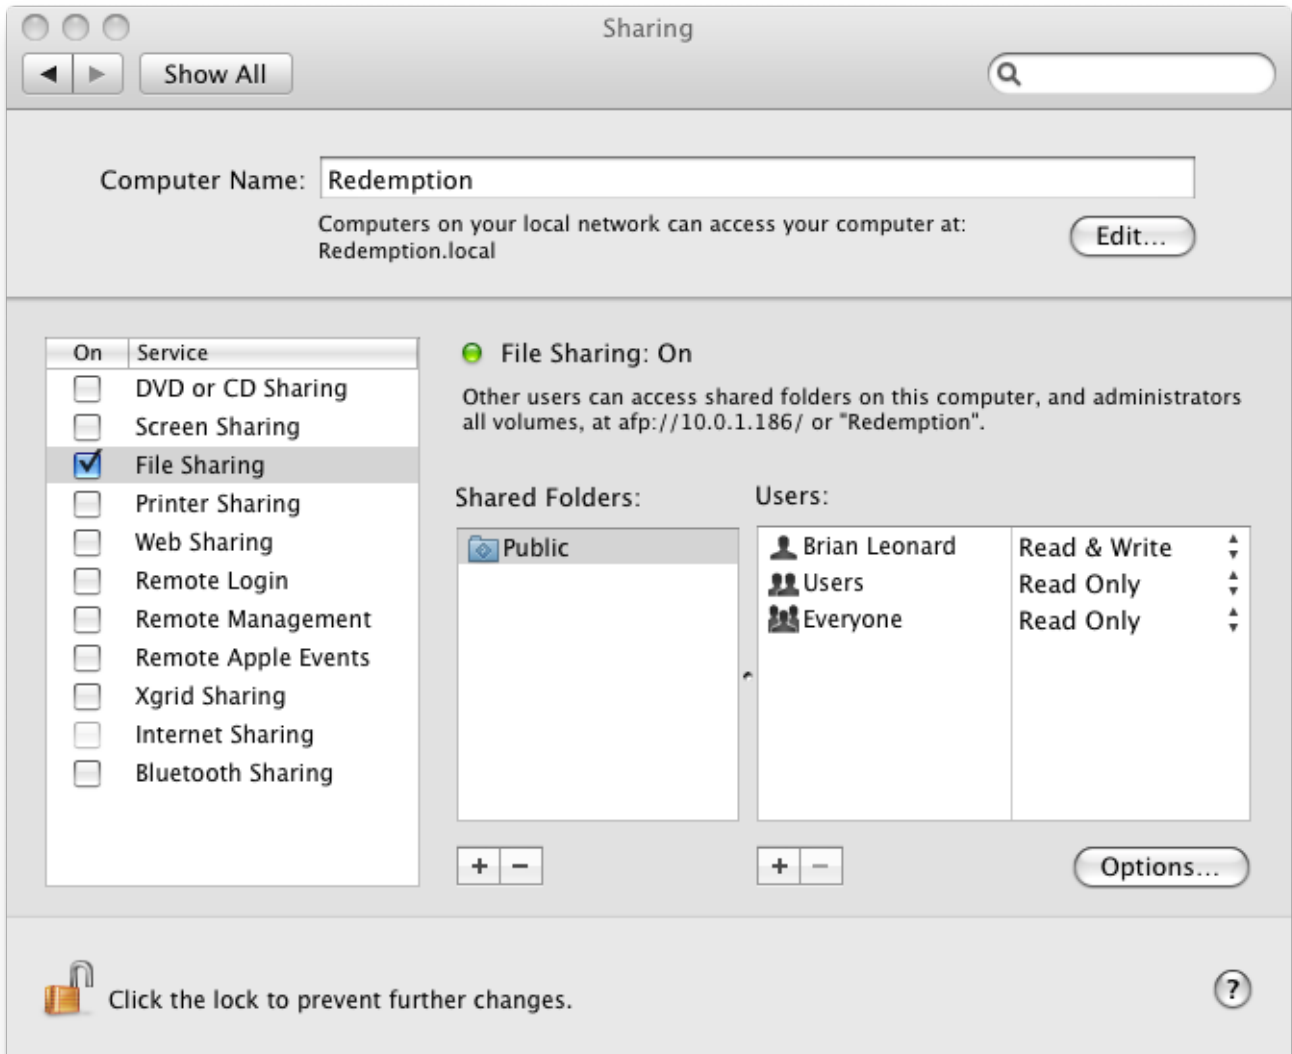 Sharing
Show All
Computer Name: Redemption
Computers on your local network can access your computer at:
Redemption.local
Edit...
On Service
DVD or CD Sharing
Screen Sharing
File Sharing
Printer Sharing
Web Sharing
Remote Login
Remote Management
Remote Apple Events
Xgrid Sharing
Internet Sharing
Bluetooth Sharing
File Sharing: On
Other users can access shared folders on this computer, and administrators
all volumes, at afp://10.0.1.186/ or "Redemption".
Shared Folders:
Public
Users:
Brian Leonard Read & Write
Users Read Only
Everyone Read Only
+ − + −
Options...
Click the lock to prevent further changes.
?